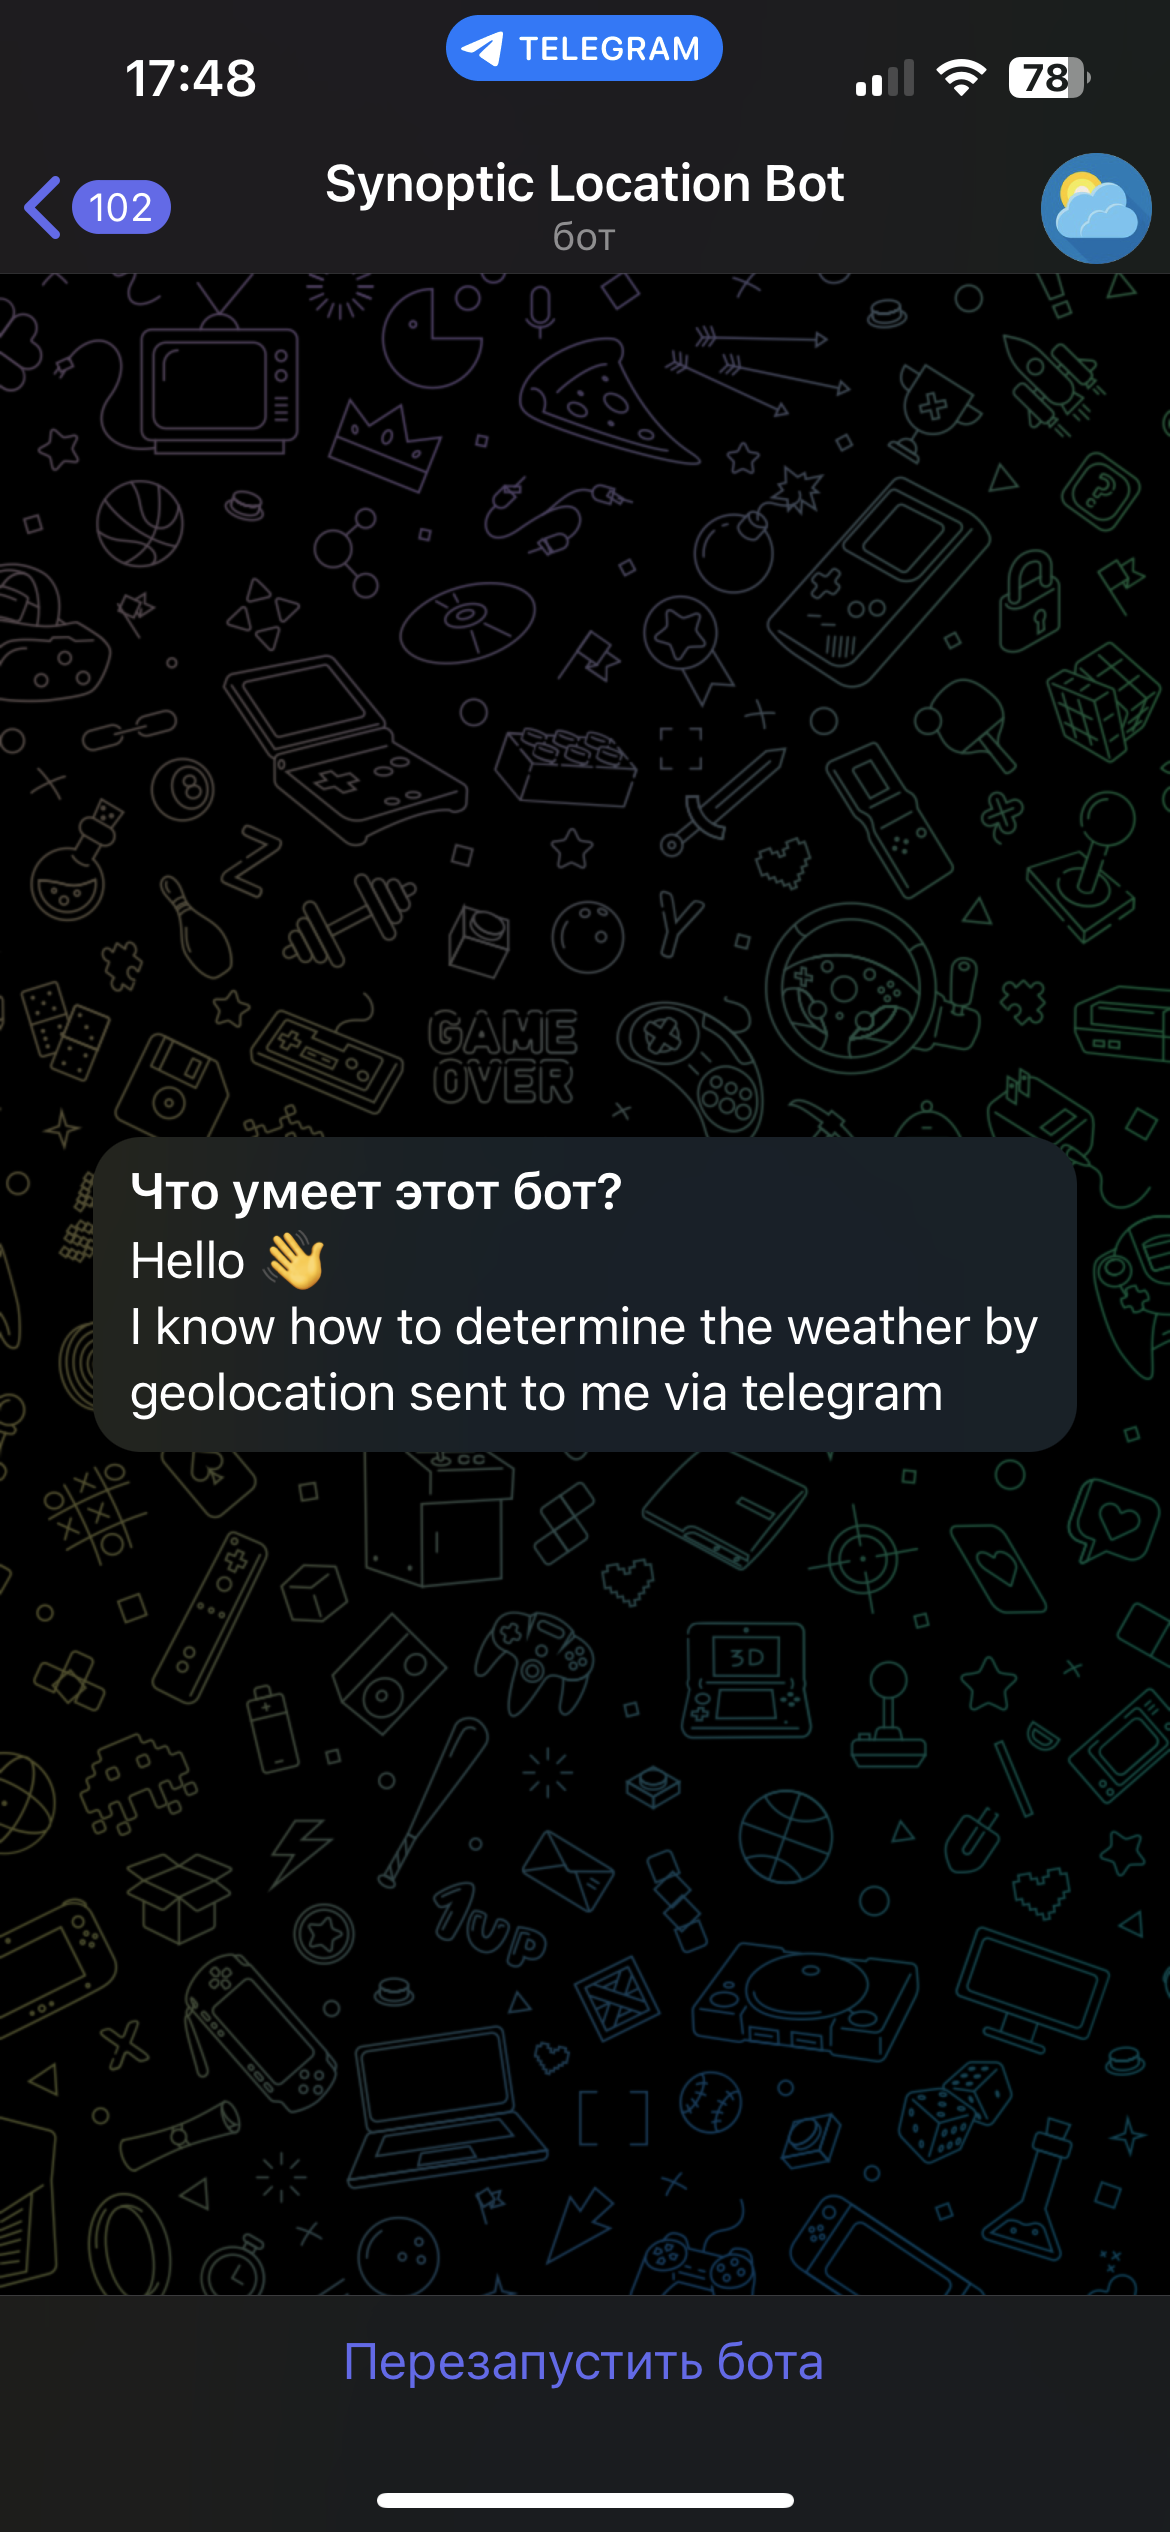 17:48
TELEGRAM
78
102
Synoptic Location Bot
бот
GAME
OVER
Что умеет этот бот?
Hello 👋
I know how to determine the weather by
geolocation sent to me via telegram
3D
1UP
Перезапустить бота